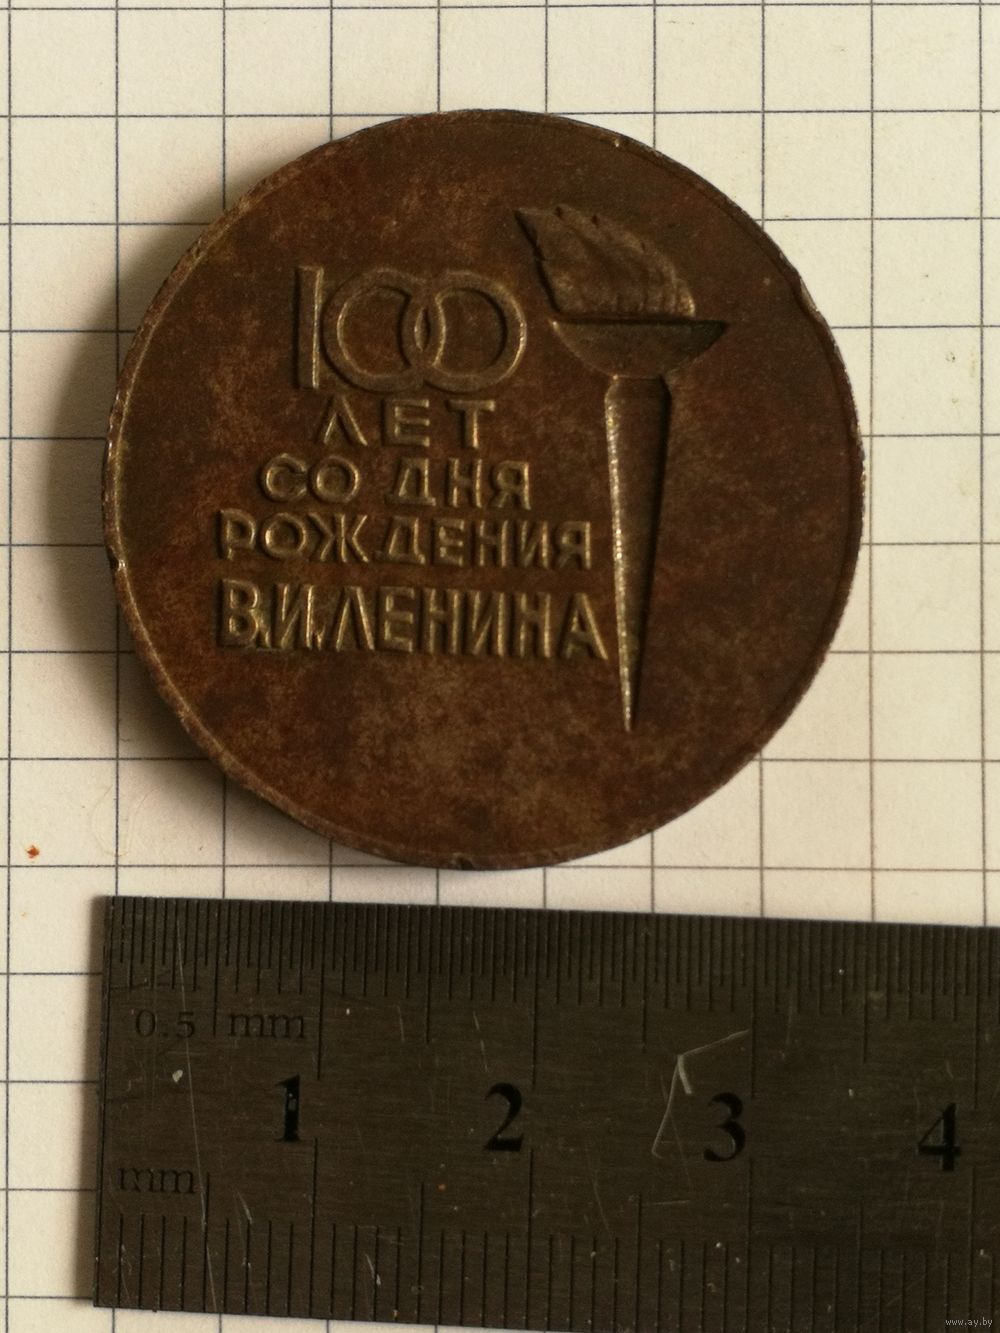 100
ЛЕТ
СО ДНЯ
РОЖДЕНИЯ
В.И.ЛЕНИНА
0.5 mm
1 2 3 4
mm
www.ay.by